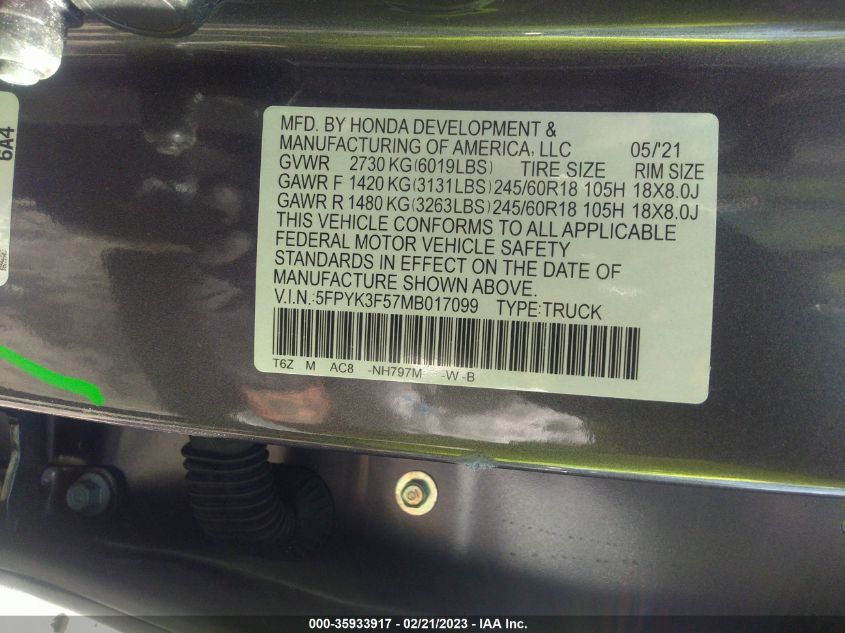 6A4
MFD. BY HONDA DEVELOPMENT &
MANUFACTURING OF AMERICA, LLC 05/'21
GVWR 2730 KG(6019LBS) TIRE SIZE RIM SIZE
GAWR F 1420 KG(3131LBS)245/60R18 105H 18X8.0J
GAWR R 1480 KG(3263LBS)245/60R18 105H 18X8.0J
THIS VEHICLE CONFORMS TO ALL APPLICABLE
FEDERAL MOTOR VEHICLE SAFETY
STANDARDS IN EFFECT ON THE DATE OF
MANUFACTURE SHOWN ABOVE.
V.I.N.:5FPYK3F57MB017099 TYPE:TRUCK
T6Z M AC8 -NH797M -W-B
000-35933917 - 02/21/2023 - IAA Inc.